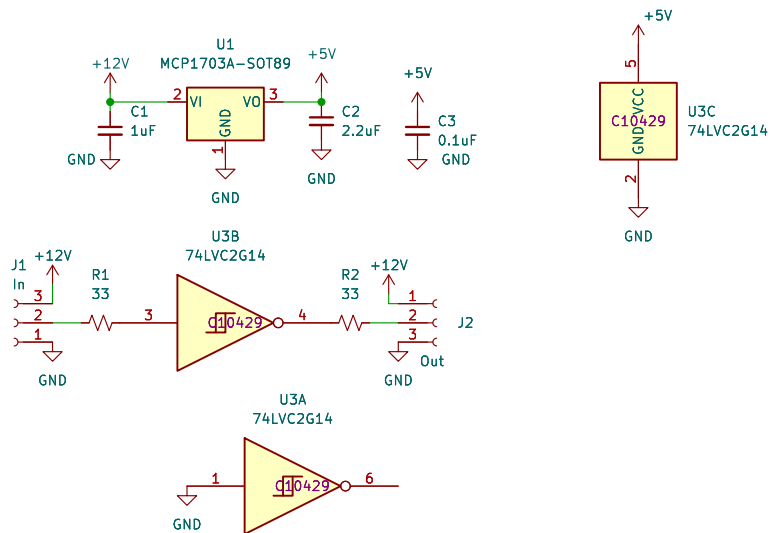 U1
MCP1703A-SOT89
+12V
+5V
2
VI
VO
3
GND
1
C1
1uF
GND
C2
2.2uF
GND
GND
+5V
C3
0.1uF
GND
+5V
5
VCC
C10429
GND
2
U3C
74LVC2G14
GND
U3B
74LVC2G14
J1
In
+12V
3
2
1
GND
R1
33
3
C10429
4
R2
33
+12V
1
2
3
J2
GND
Out
U3A
74LVC2G14
1
C10429
6
GND